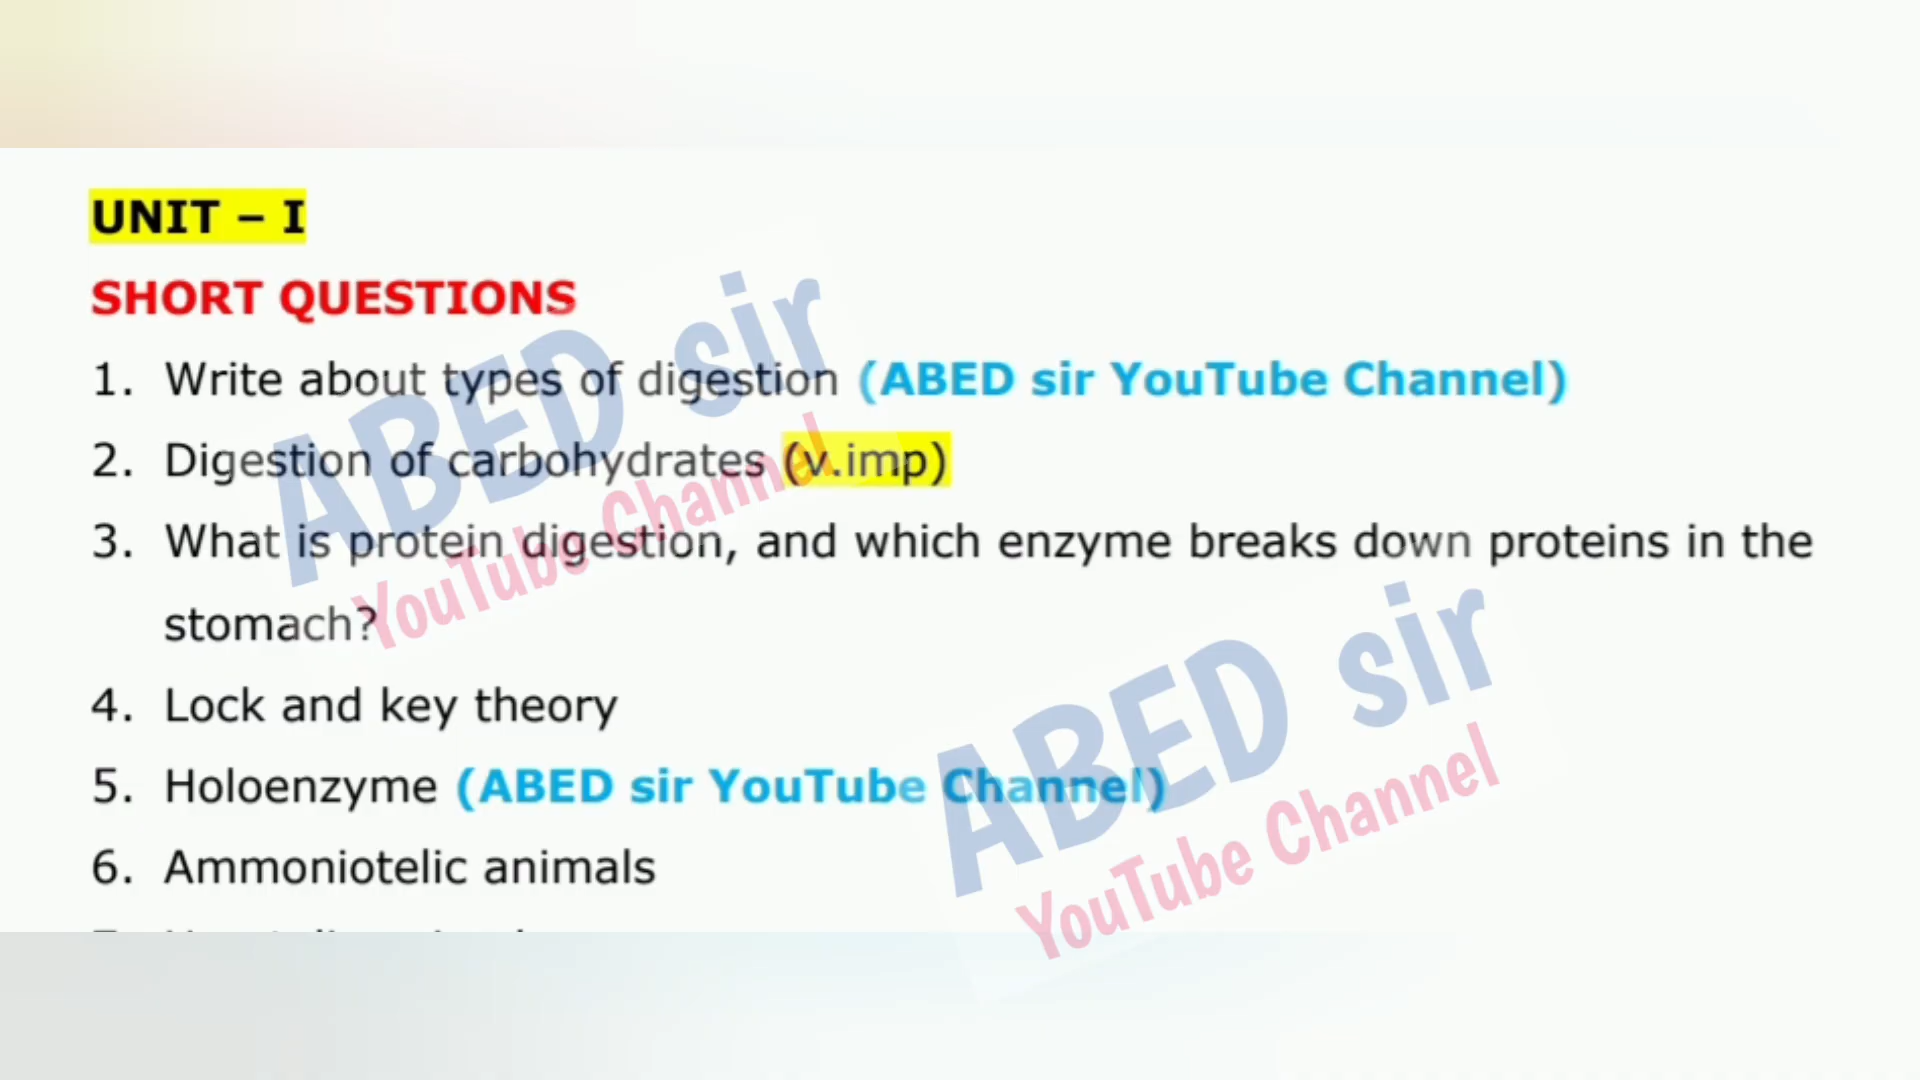 UNIT – I
SHORT QUESTIONS
1. Write about types of digestion (ABED sir YouTube Channel)
2. Digestion of carbohydrates (v.imp)
3. What is protein digestion, and which enzyme breaks down proteins in the
stomach?
4. Lock and key theory
5. Holoenzyme (ABED sir YouTube Channel)
6. Ammoniotelic animals
ABED sir
YouTube Channel
ABED sir
YouTube Channel